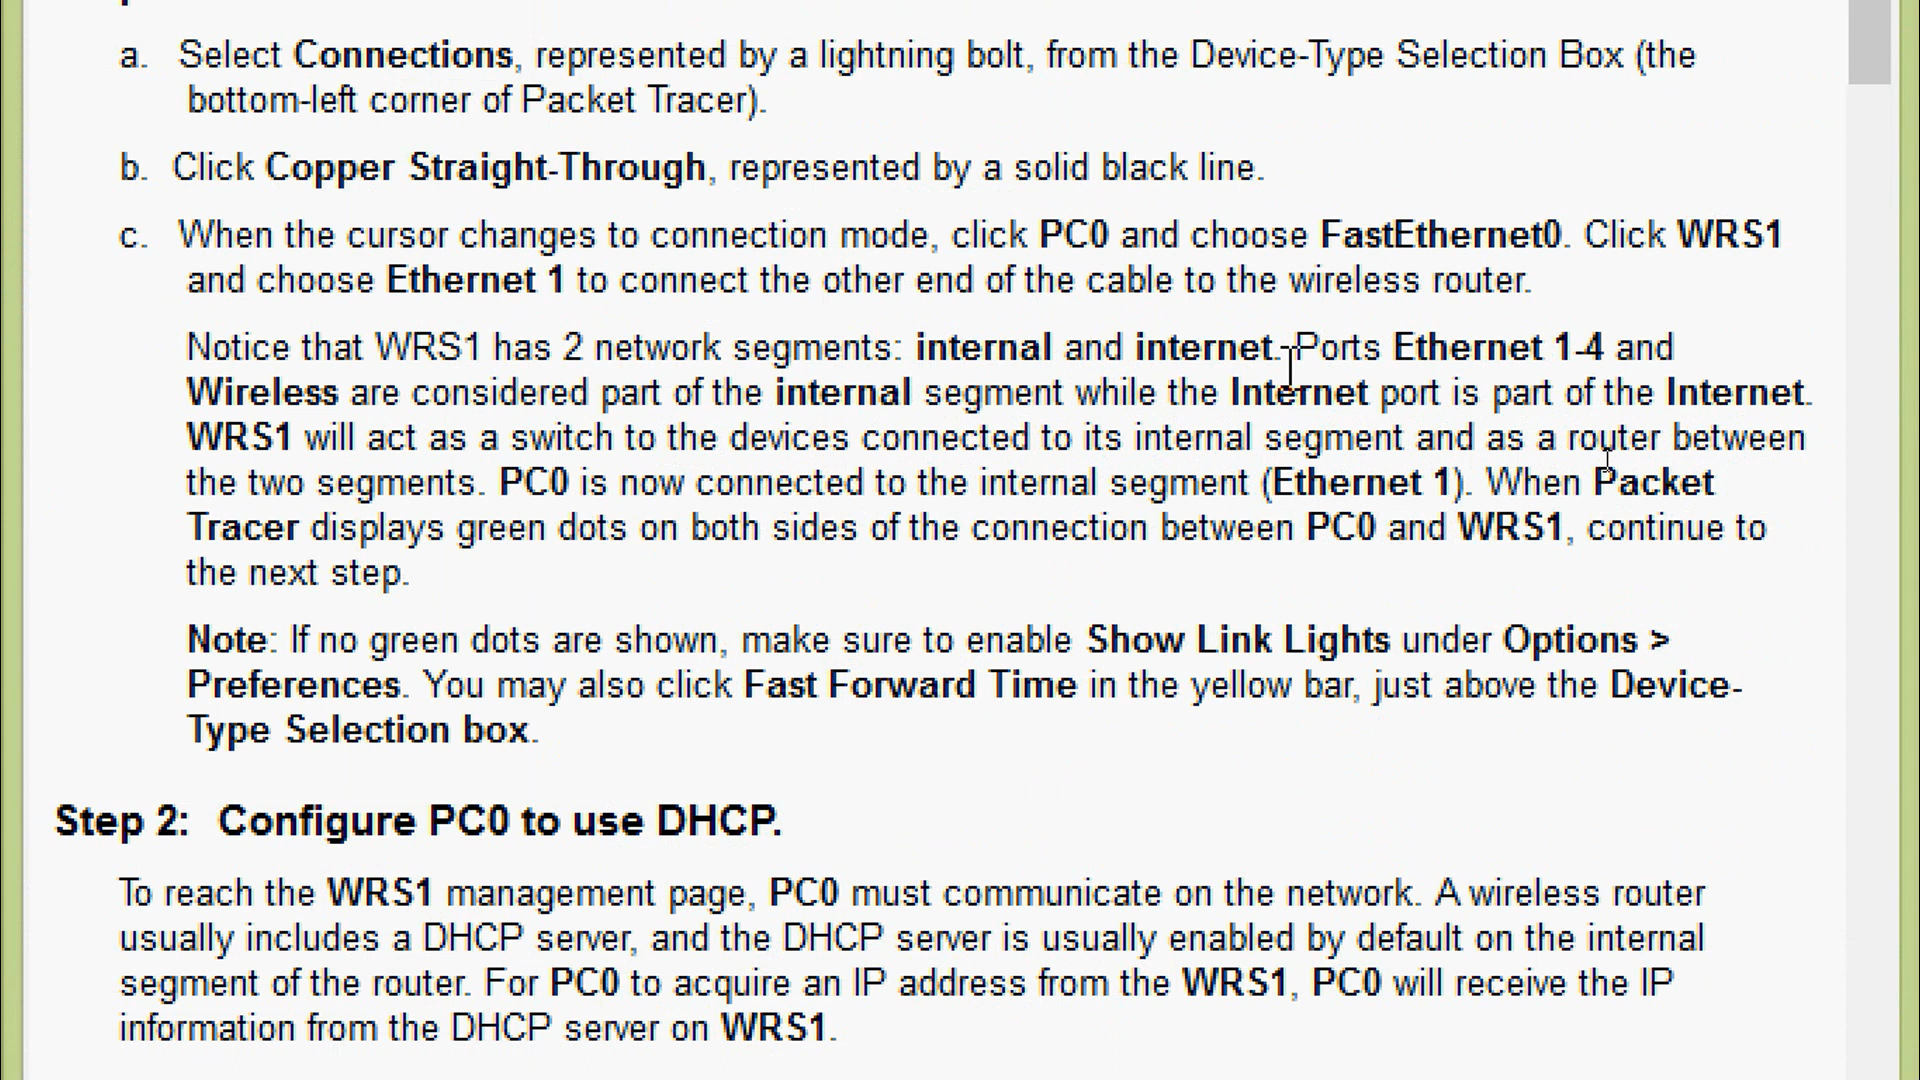 a. Select Connections, represented by a lightning bolt, from the Device-Type Selection Box (the
bottom-left corner of Packet Tracer).
b. Click Copper Straight-Through, represented by a solid black line.
c. When the cursor changes to connection mode, click PC0 and choose FastEthernet0. Click WRS1
and choose Ethernet 1 to connect the other end of the cable to the wireless router.
Notice that WRS1 has 2 network segments: internal and internet. Ports Ethernet 1-4 and
Wireless are considered part of the internal segment while the Internet port is part of the Internet.
WRS1 will act as a switch to the devices connected to its internal segment and as a router between
the two segments. PC0 is now connected to the internal segment (Ethernet 1). When Packet
Tracer displays green dots on both sides of the connection between PC0 and WRS1, continue to
the next step.
Note: If no green dots are shown, make sure to enable Show Link Lights under Options >
Preferences. You may also click Fast Forward Time in the yellow bar, just above the Device-
Type Selection box.
Step 2: Configure PC0 to use DHCP.
To reach the WRS1 management page, PC0 must communicate on the network. A wireless router
usually includes a DHCP server, and the DHCP server is usually enabled by default on the internal
segment of the router. For PC0 to acquire an IP address from the WRS1, PC0 will receive the IP
information from the DHCP server on WRS1.